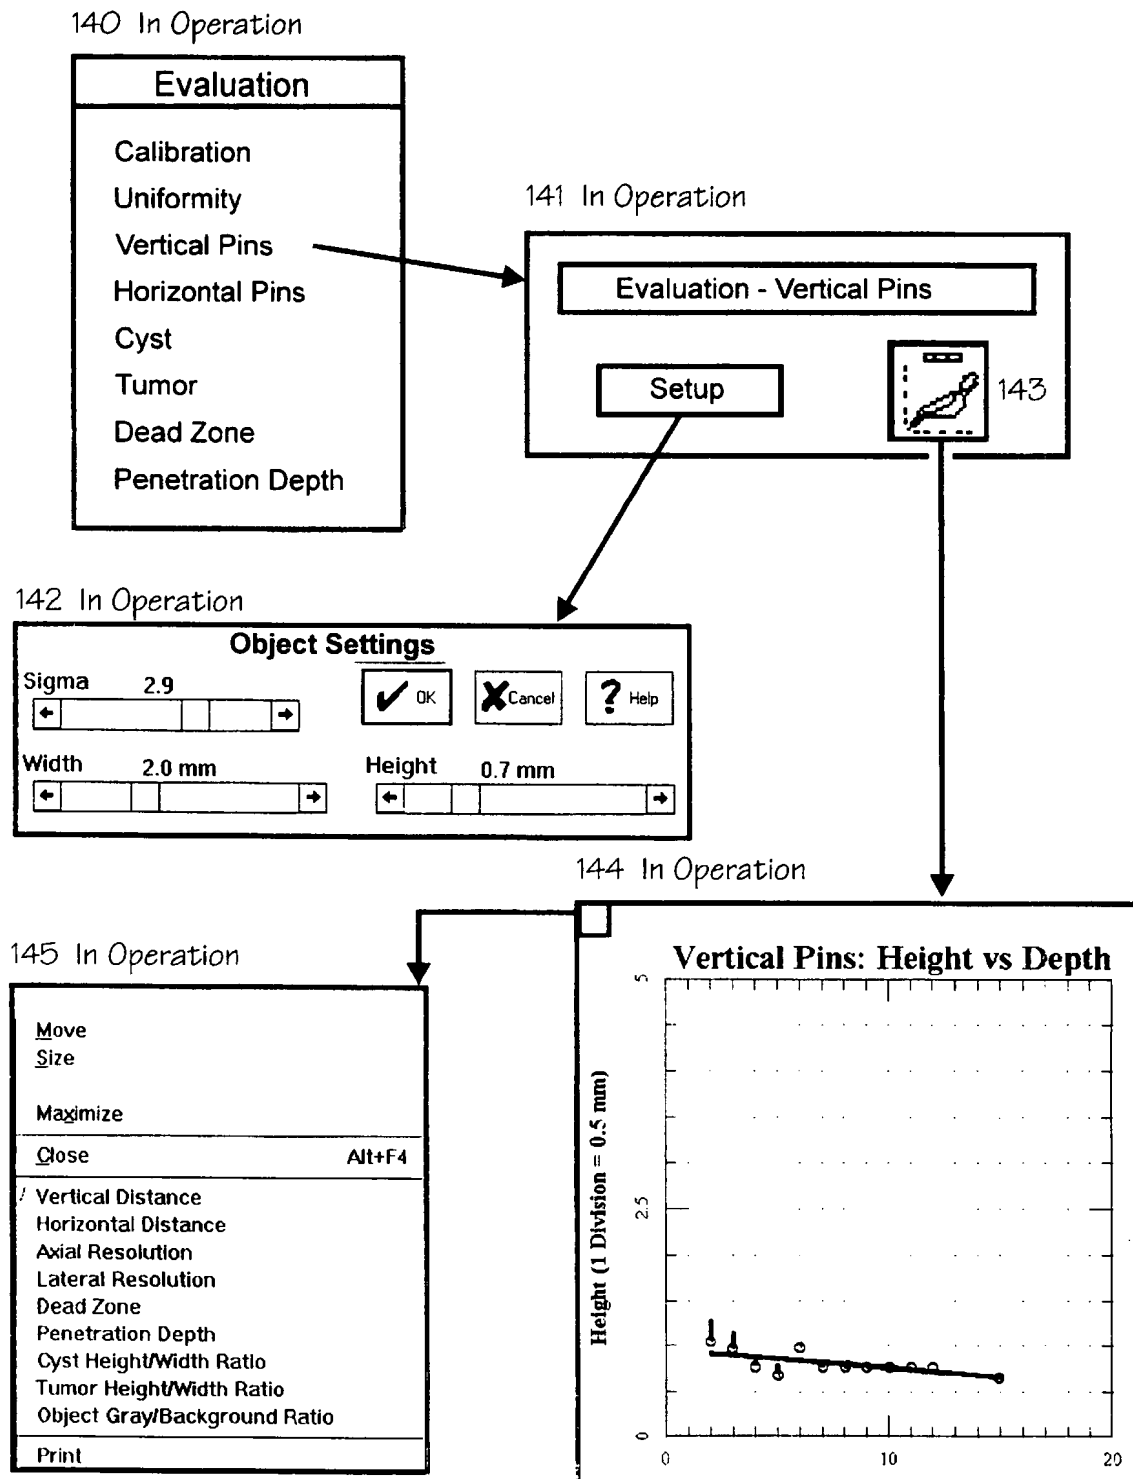 140 In Operation
Evaluation
Calibration
Uniformity
Vertical Pins
Horizontal Pins
Cyst
Tumor
Dead Zone
Penetration Depth
141 In Operation
Evaluation - Vertical Pins
Setup
143
142 In Operation
Object Settings
Sigma 2.9
OK
Cancel
? Help
Width 2.0 mm
Height 0.7 mm
144 In Operation
Vertical Pins: Height vs Depth
Height (1 Division = 0.5 mm)
5
2.5
0
0 10 20
145 In Operation
Move
Size
Maximize
Close Alt+F4
Vertical Distance
Horizontal Distance
Axial Resolution
Lateral Resolution
Dead Zone
Penetration Depth
Cyst Height/Width Ratio
Tumor Height/Width Ratio
Object Gray/Background Ratio
Print